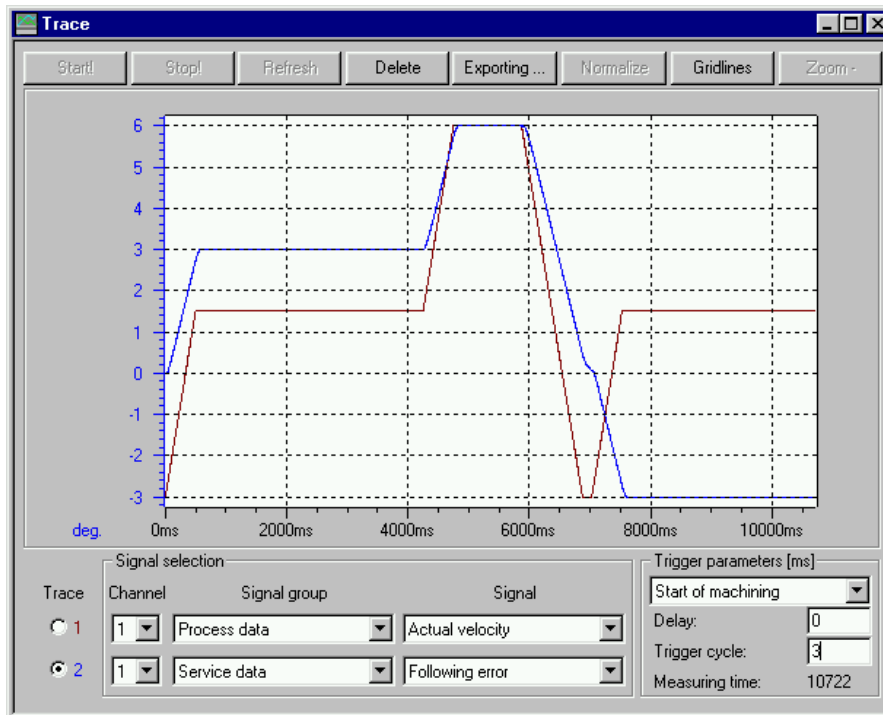 Trace
Start! Stop! Refresh Delete Exporting ... Normalize Gridlines Zoom -
6
5
4
3
2
1
0
-1
-2
-3
deg. 0ms 2000ms 4000ms 6000ms 8000ms 10000ms
Signal selection
Trace Channel Signal group Signal
1 1 Process data Actual velocity
2 1 Service data Following error
Trigger parameters [ms]
Start of machining
Delay: 0
Trigger cycle: 3
Measuring time: 10722